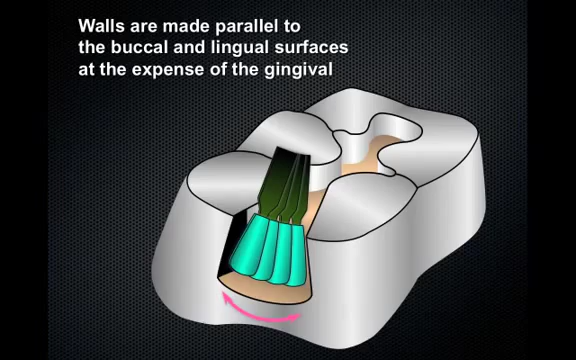 Walls are made parallel to
the buccal and lingual surfaces
at the expense of the gingival